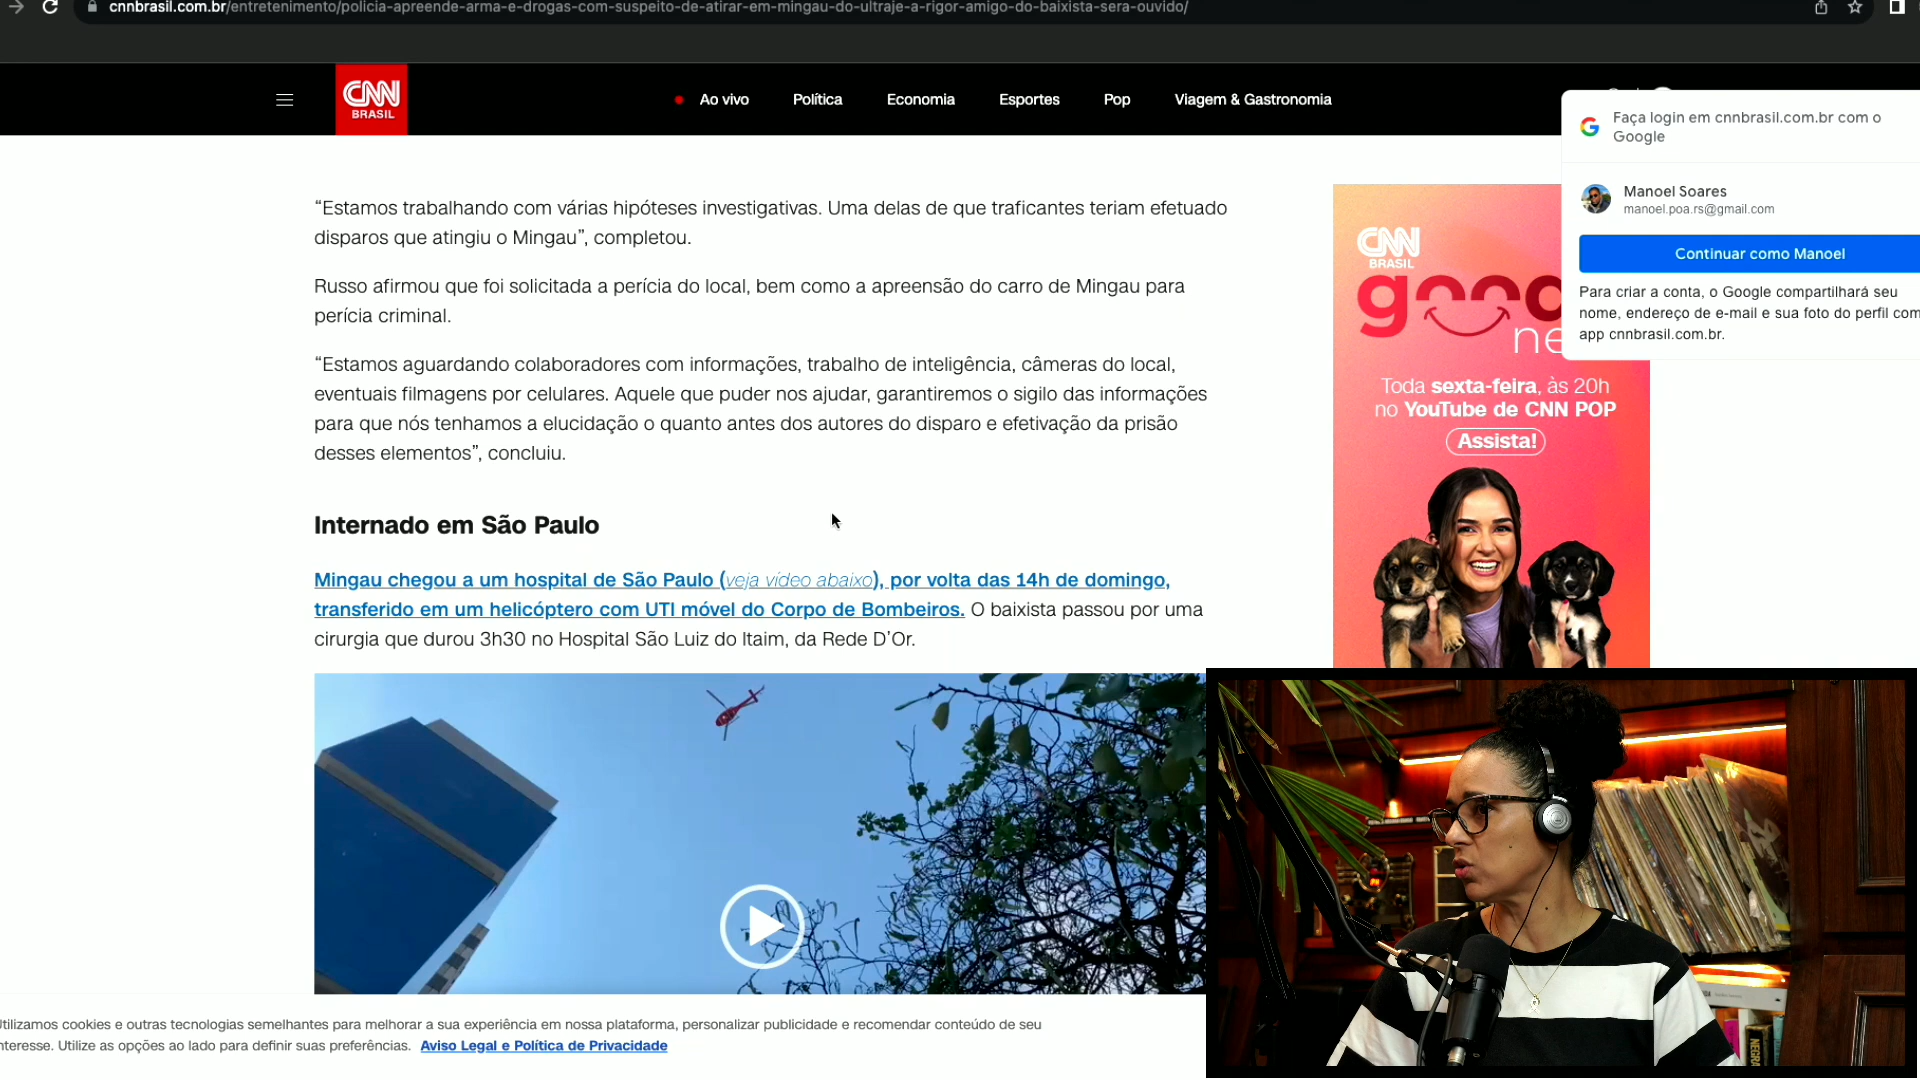 cnnbrasil.com.br/entretenimento/policia-apreende-arma-e-drogas-com-suspeito-de-atirar-em-mingau-do-ultraje-a-rigor-amigo-do-baixista-sera-ouvido/
CNN
BRASIL
Ao vivo
Política
Economia
Esportes
Pop
Viagem & Gastronomia
Faça login em cnnbrasil.com.br com o
Google
Manoel Soares
manoel.poa.rs@gmail.com
Continuar como Manoel
Para criar a conta, o Google compartilhará seu
nome, endereço de e-mail e sua foto do perfil com
app cnnbrasil.com.br.
“Estamos trabalhando com várias hipóteses investigativas. Uma delas de que traficantes teriam efetuado
disparos que atingiu o Mingau”, completou.
Russo afirmou que foi solicitada a perícia do local, bem como a apreensão do carro de Mingau para
perícia criminal.
“Estamos aguardando colaboradores com informações, trabalho de inteligência, câmeras do local,
eventuais filmagens por celulares. Aquele que puder nos ajudar, garantiremos o sigilo das informações
para que nós tenhamos a elucidação o quanto antes dos autores do disparo e efetivação da prisão
desses elementos”, concluiu.
Internado em São Paulo
Mingau chegou a um hospital de São Paulo (veja vídeo abaixo), por volta das 14h de domingo,
transferido em um helicóptero com UTI móvel do Corpo de Bombeiros. O baixista passou por uma
cirurgia que durou 3h30 no Hospital São Luiz do Itaim, da Rede D’Or.
CNN
BRASIL
good
ne
Toda sexta-feira, às 20h
no YouTube de CNN POP
Assista!
Utilizamos cookies e outras tecnologias semelhantes para melhorar a sua experiência em nossa plataforma, personalizar publicidade e recomendar conteúdo de seu
nteresse. Utilize as opções ao lado para definir suas preferências. Aviso Legal e Política de Privacidade